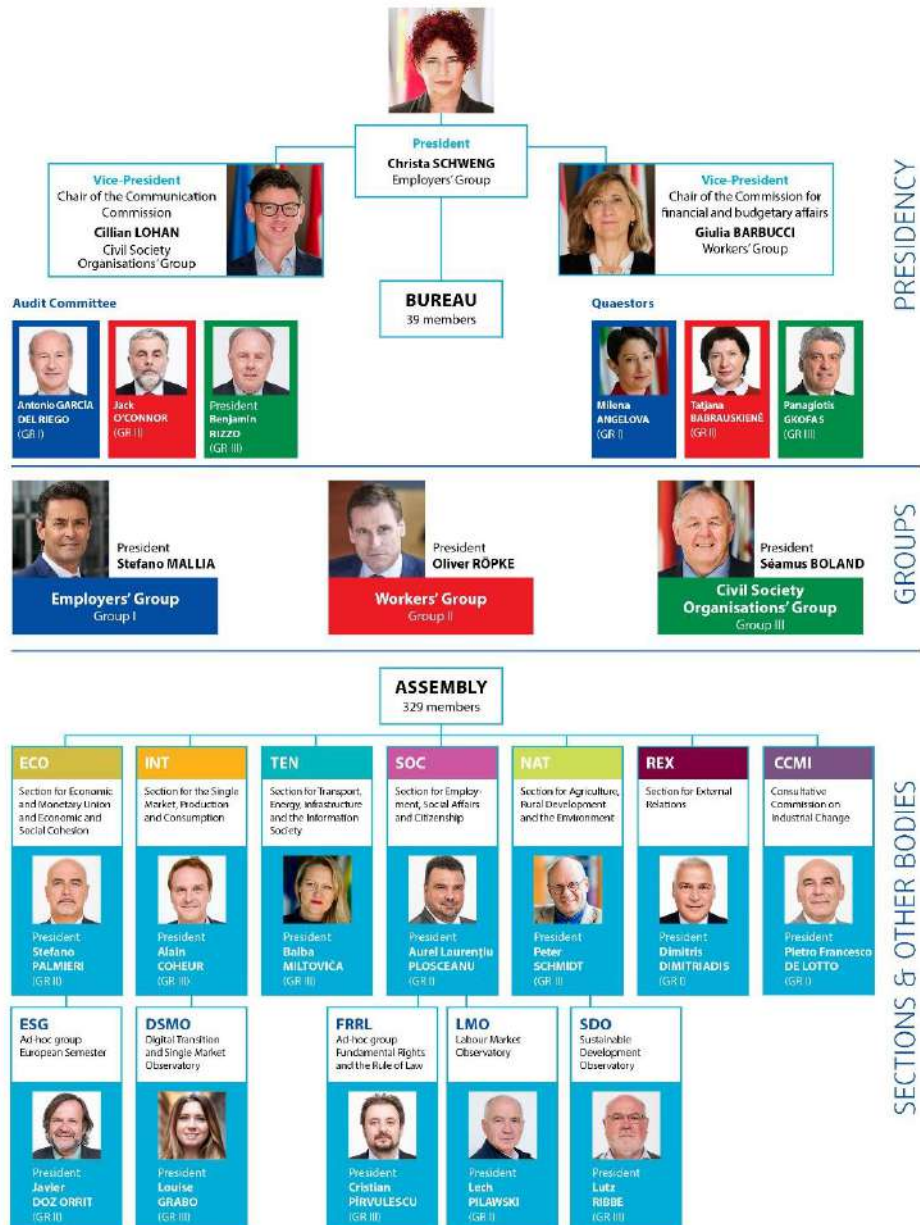 President
Christa SCHWENG
Employers' Group
Vice-President
Chair of the Communication
Commission
Cillian LOHAN
Civil Society
Organisations' Group
Vice-President
Chair of the Commission for
financial and budgetary affairs
Giulia BARBUCCI
Workers' Group
PRESIDENCY
BUREAU
39 members
Audit Committee
Antonio GARCÍA
DEL RIEGO
(GR I)
Jack
O'CONNOR
(GR II)
President
Benjamin
RIZZO
(GR III)
Quaestors
Milena
ANGELOVA
(GR I)
Tatjana
BABRAUSKIENĖ
(GR II)
Panagiotis
GKOFAS
(GR III)
GROUPS
President
Stefano MALLIA
Employers' Group
Group I
President
Oliver RÖPKE
Workers' Group
Group II
President
Séamus BOLAND
Civil Society
Organisations' Group
Group III
SECTIONS & OTHER BODIES
ASSEMBLY
329 members
ECO
Section for Economic
and Monetary Union
and Economic and
Social Cohesion
President
Stefano
PALMIERI
(GR II)
INT
Section for the Single
Market, Production
and Consumption
President
Alain
COHEUR
(GR III)
TEN
Section for Transport,
Energy, Infrastructure
and the Information
Society
President
Baiba
MILTOVIČA
(GR III)
SOC
Section for Employ-
ment, Social Affairs
and Citizenship
President
Aurel Laurenţiu
PLOSCEANU
(GR I)
NAT
Section for Agriculture,
Rural Development
and the Environment
President
Peter
SCHMIDT
(GR II)
REX
Section for External
Relations
President
Dimitris
DIMITRIADIS
(GR I)
CCMI
Consultative
Commission on
Industrial Change
President
Pietro Francesco
DE LOTTO
(GR I)
ESG
Ad-hoc group
European Semester
President
Javier
DOZ ORRIT
(GR II)
DSMO
Digital Transition
and Single Market
Observatory
President
Louise
GRABO
(GR III)
FRRL
Ad-hoc group
Fundamental Rights
and the Rule of Law
President
Cristian
PÎRVULESCU
(GR III)
LMO
Labour Market
Observatory
President
Lech
PILAWSKI
(GR I)
SDO
Sustainable
Development
Observatory
President
Lutz
RIBBE
(GR III)